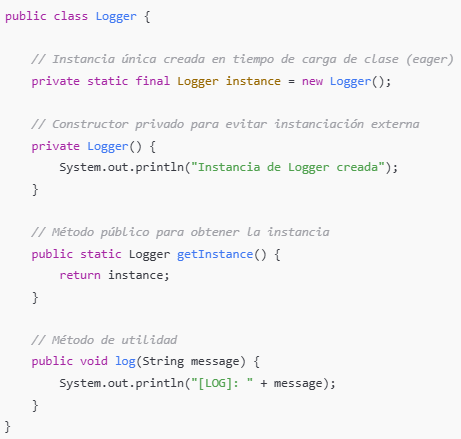 public class Logger {
// Instancia única creada en tiempo de carga de clase (eager)
private static final Logger instance = new Logger();
// Constructor privado para evitar instanciación externa
private Logger() {
System.out.println("Instancia de Logger creada");
}
// Método público para obtener la instancia
public static Logger getInstance() {
return instance;
}
// Método de utilidad
public void log(String message) {
System.out.println("[LOG]: " + message);
}
}